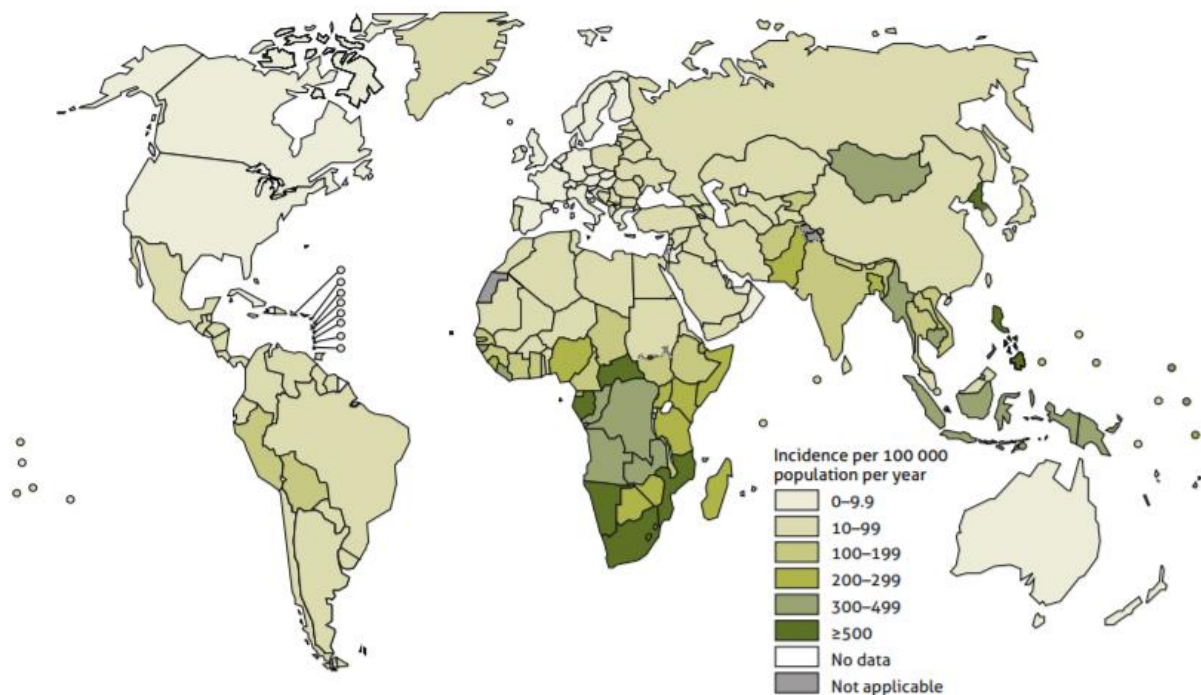 Incidence per 100 000
population per year
0–9.9
10–99
100–199
200–299
300–499
≥500
No data
Not applicable